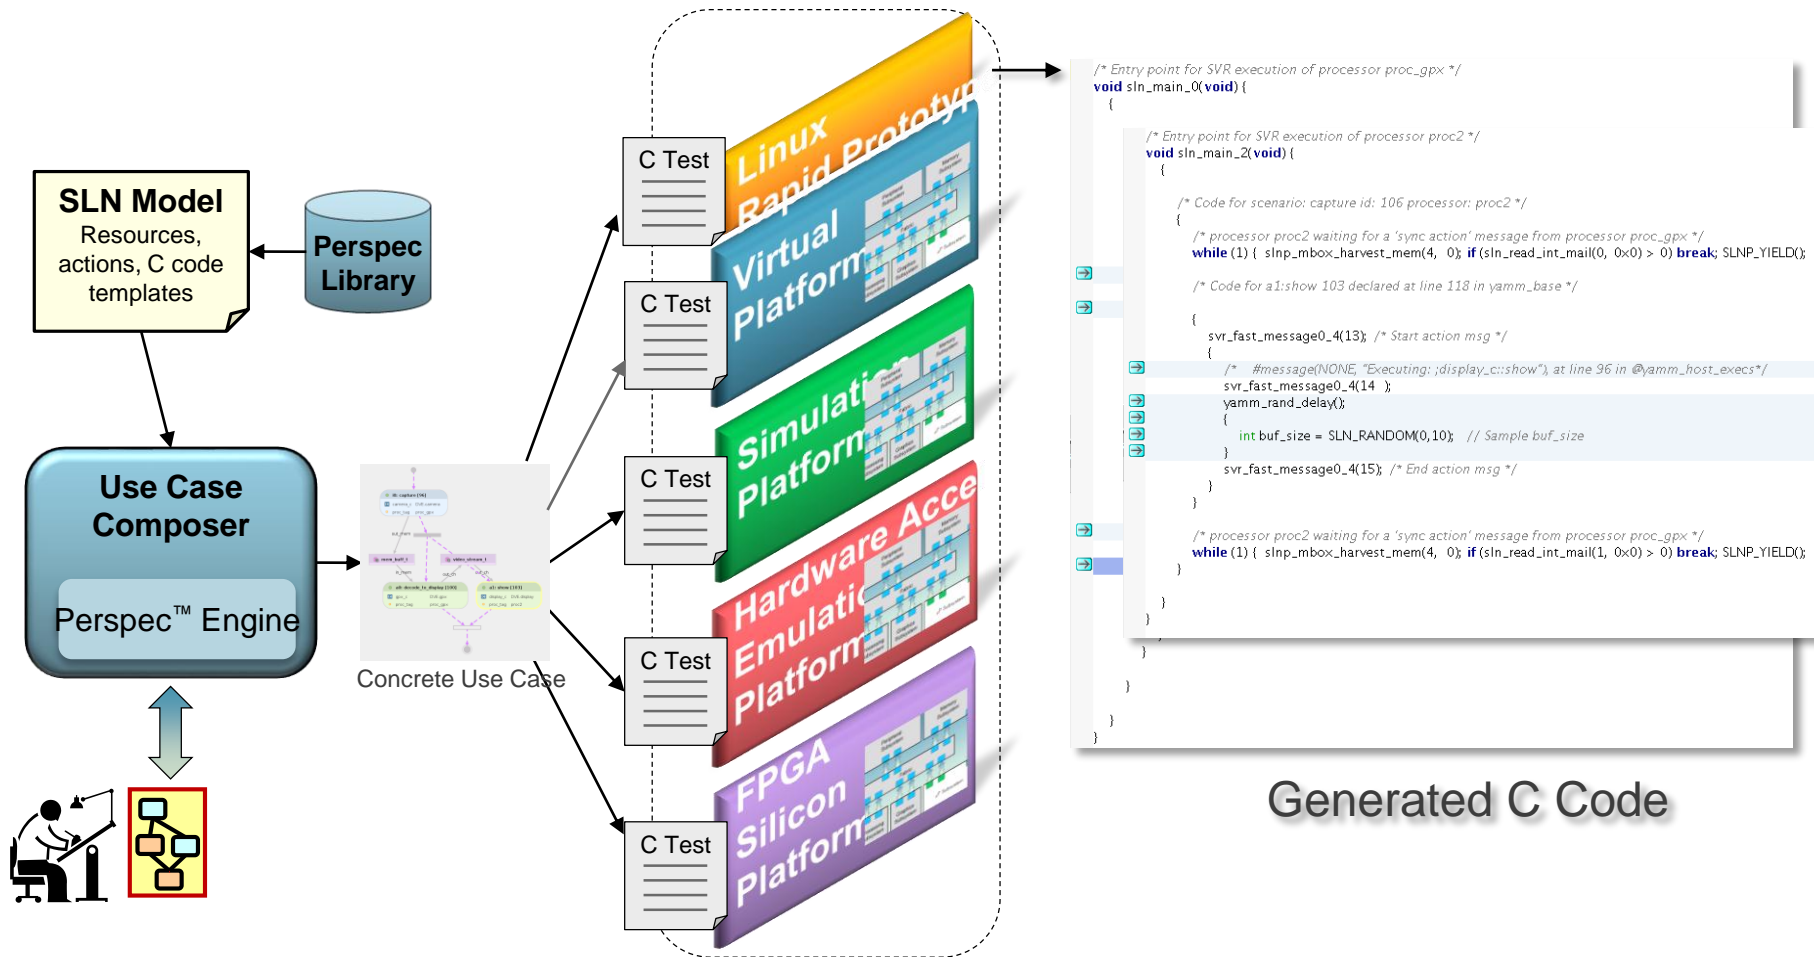 SLN Model
Resources,
actions, C code
templates
Perspec
Library
Use Case
Composer
Perspec™ Engine
Concrete Use Case
C Test
Linux
Rapid Prototyp
C Test
Virtual
Platform
C Test
Simulation
Platform
C Test
Hardware Acce
Emulatio
Platform
C Test
FPGA
Silicon
Platform
/* Entry point for SVR execution of processor proc_gpx */
void sln_main_0(void) {
{
/* Entry point for SVR execution of processor proc2 */
void sln_main_2(void) {
{
/* Code for scenario: capture id: 106 processor: proc2 */
{
/* processor proc2 waiting for a 'sync action' message from processor proc_gpx */
while (1) { slnp_mbox_harvest_mem(4, 0); if (sln_read_int_mail(0, 0x0) > 0) break; SLNP_YIELD();
/* Code for a1:show 103 declared at line 118 in yamm_base */
{
svr_fast_message0_4(13); /* Start action msg */
{
/* #message(NONE, "Executing: ;display_c::show"), at line 96 in @yamm_host_execs*/
svr_fast_message0_4(14 );
yamm_rand_delay();
{
int buf_size = SLN_RANDOM(0,10); // Sample buf_size
}
svr_fast_message0_4(15); /* End action msg */
}
}
/* processor proc2 waiting for a 'sync action' message from processor proc_gpx */
while (1) { slnp_mbox_harvest_mem(4, 0); if (sln_read_int_mail(1, 0x0) > 0) break; SLNP_YIELD();
}
}
}
}
}
}
}
Generated C Code